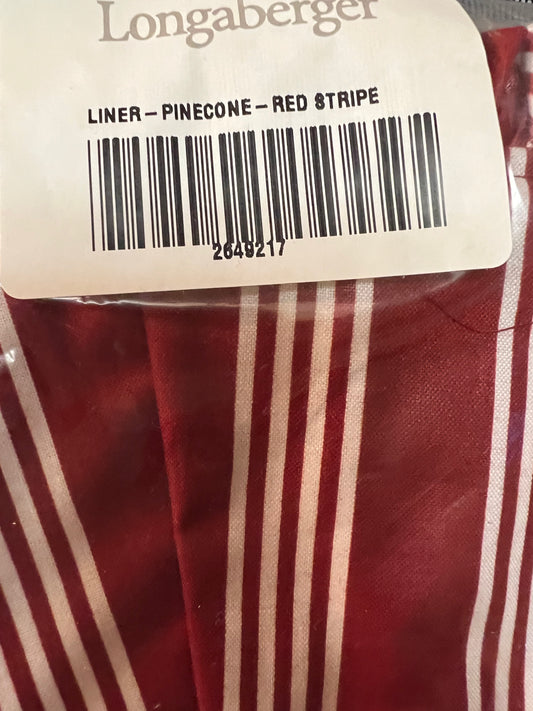 Longaberger
LINER-PINECONE-RED STRIPE
2649217